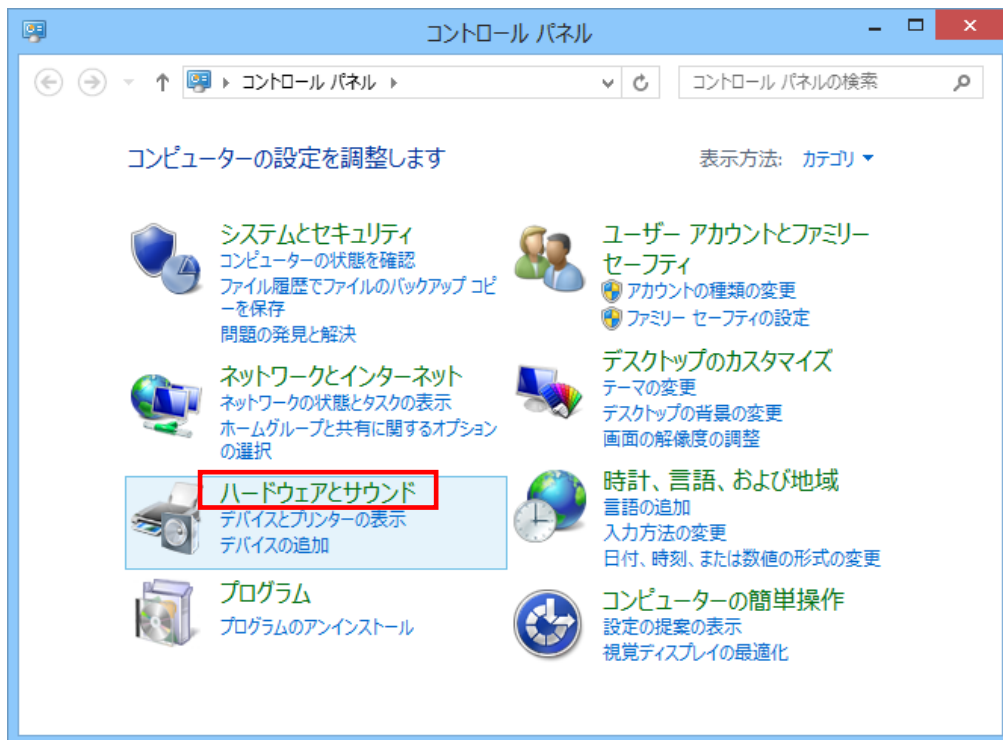 コントロール パネル
コントロール パネル
コントロール パネルの検索
コンピューターの設定を調整します
表示方法: カテゴリ
システムとセキュリティ
コンピューターの状態を確認
ファイル履歴でファイルのバックアップ コピ
ーを保存
問題の発見と解決
ネットワークとインターネット
ネットワークの状態とタスクの表示
ホームグループと共有に関するオプション
の選択
ハードウェアとサウンド
デバイスとプリンターの表示
デバイスの追加
プログラム
プログラムのアンインストール
ユーザー アカウントとファミリー
セーフティ
アカウントの種類の変更
ファミリー セーフティの設定
デスクトップのカスタマイズ
テーマの変更
デスクトップの背景の変更
画面の解像度の調整
時計、言語、および地域
言語の追加
入力方法の変更
日付、時刻、または数値の形式の変更
コンピューターの簡単操作
設定の提案の表示
視覚ディスプレイの最適化